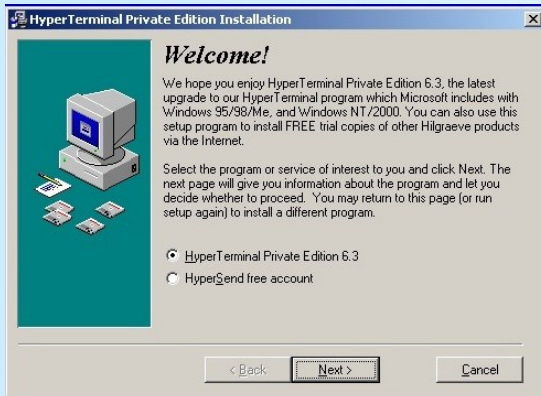 HyperTerminal Private Edition Installation
Welcome!
We hope you enjoy HyperTerminal Private Edition 6.3, the latest
upgrade to our HyperTerminal program which Microsoft includes with
Windows 95/98/Me, and Windows NT/2000. You can also use this
setup program to install FREE trial copies of other Hilgraeve products
via the Internet.
Select the program or service of interest to you and click Next. The
next page will give you information about the program and let you
decide whether to proceed. You may return to this page (or run
setup again) to install a different program.
HyperTerminal Private Edition 6.3
HyperSend free account
< Back
Next >
Cancel